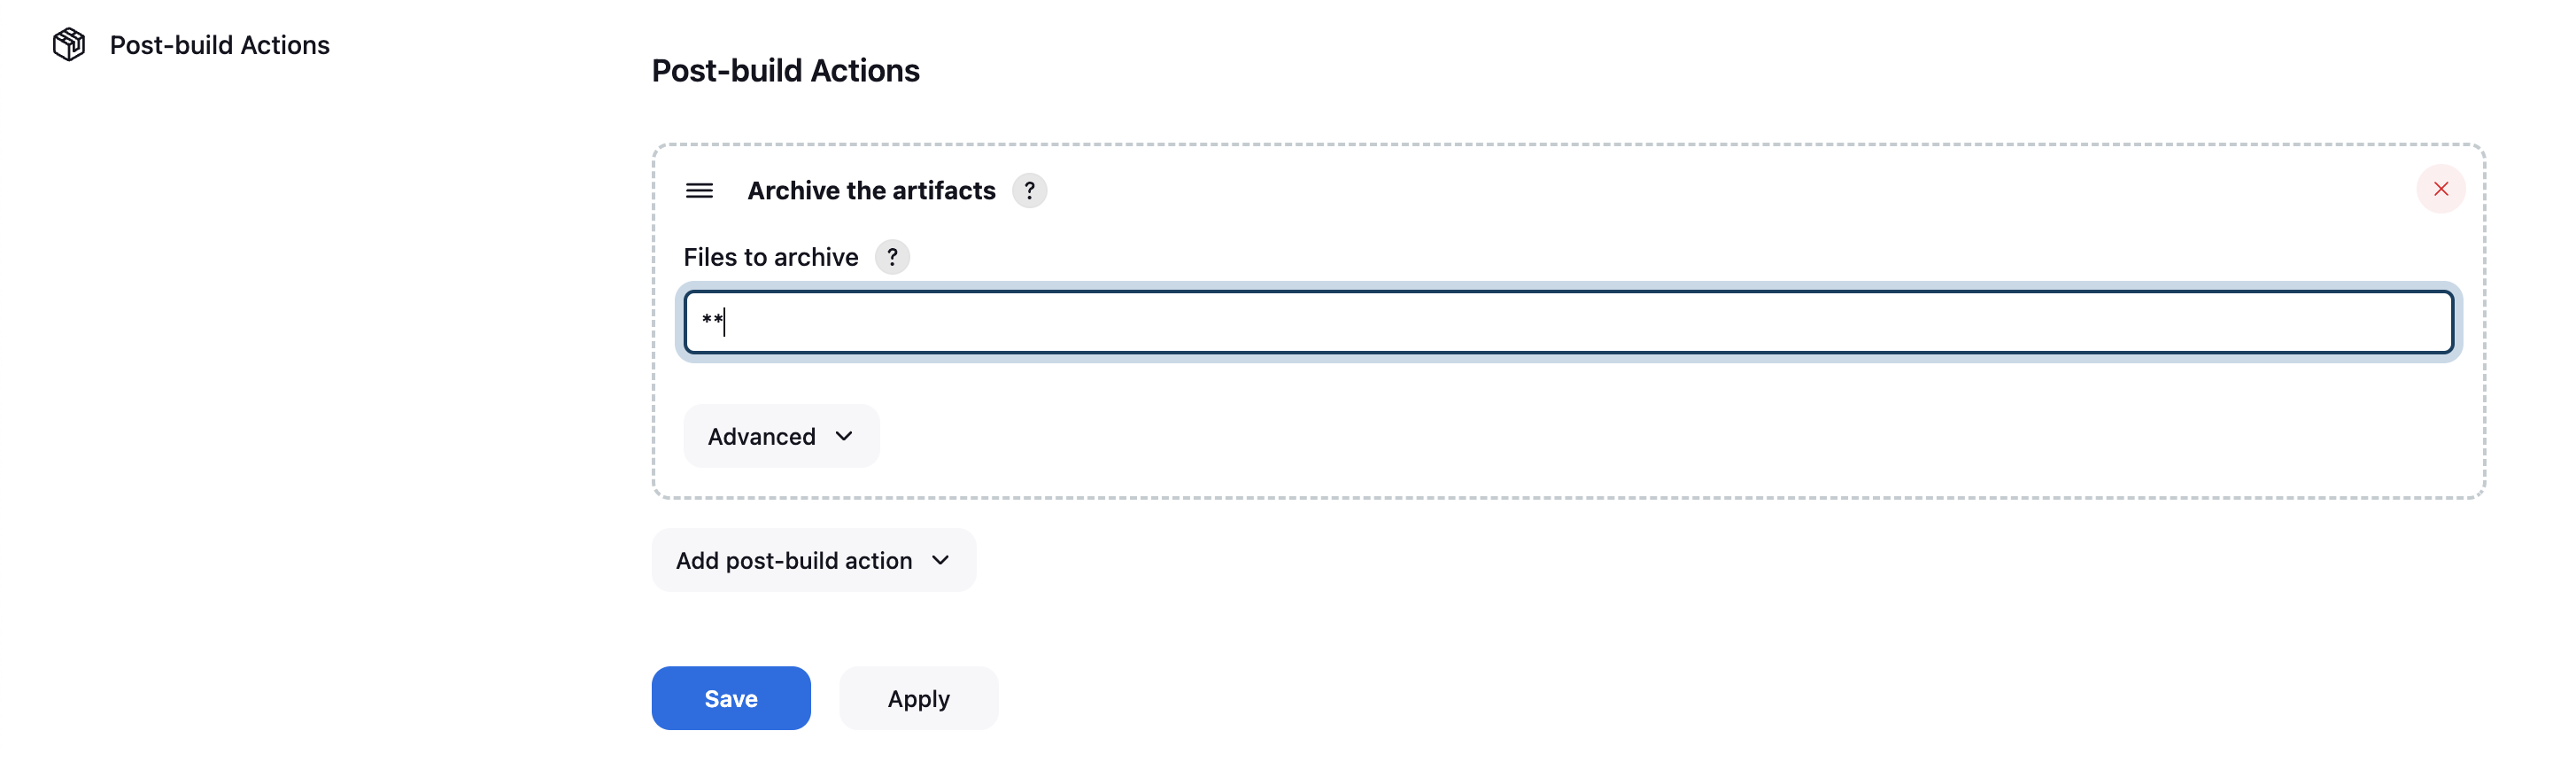 Post-build Actions
Post-build Actions
Archive the artifacts ?
Files to archive ?
**
Advanced
Add post-build action
Save
Apply